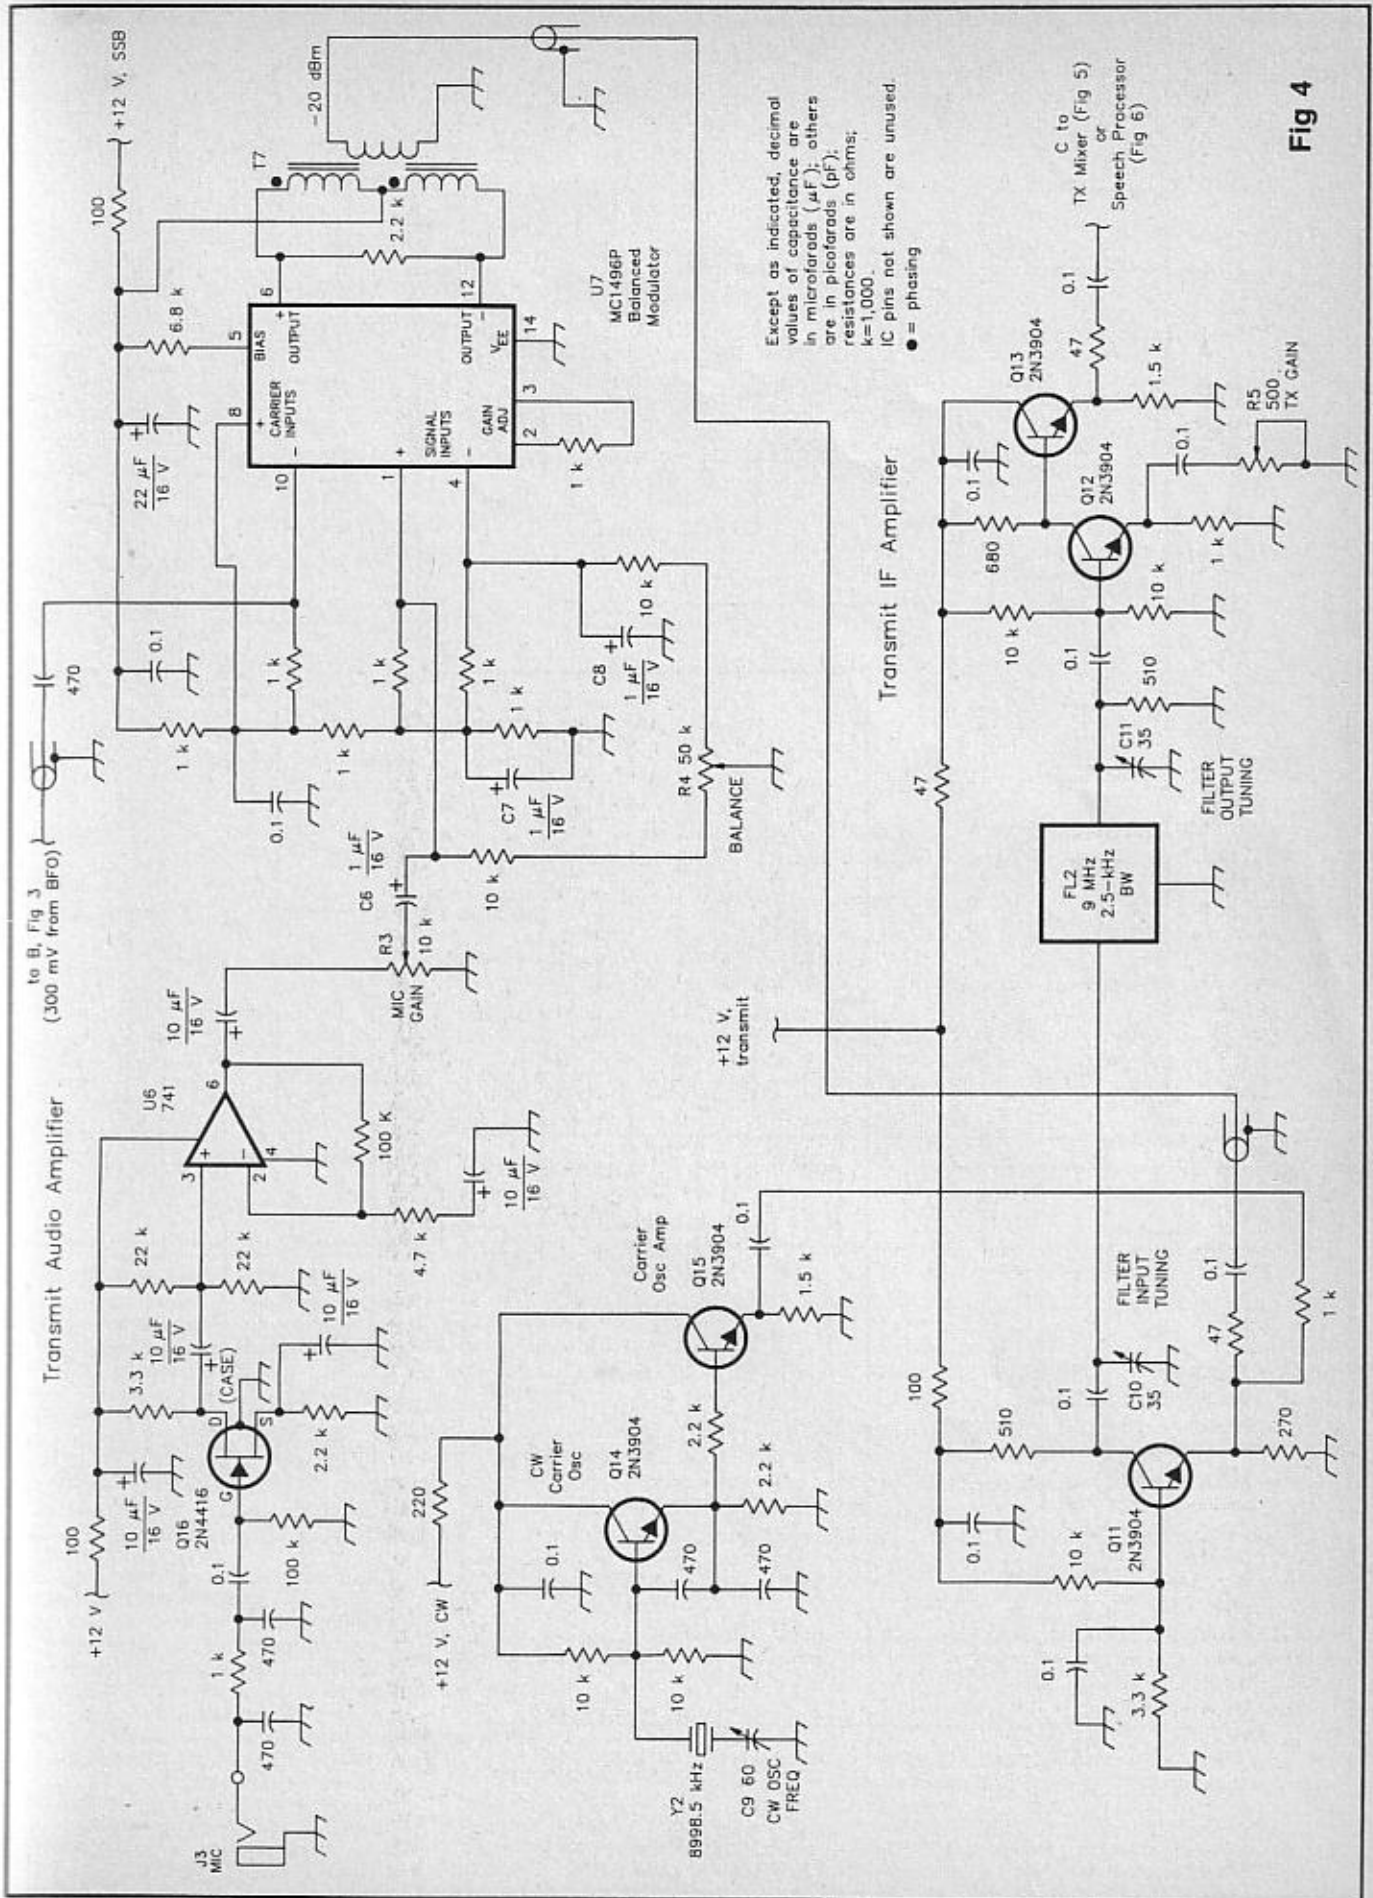 Transmit Audio Amplifier
to B, Fig 3
(300 mV from BFO)
470
100
+12 V, SSB
0.1
22 µF
16 V
6.8 k
1 k
0.1
1 k
1 k
1 k
1 k
1 k
C7
1 µF
16 V
C8
1 µF
16 V
10 k
R4 50 k
BALANCE
10 k
C6
1 µF
16 V
R3
10 k
MIC
GAIN
10 µF
16 V
8
5
BIAS
+
CARRIER
INPUTS
−
10
6
+
OUTPUT
1
+
SIGNAL
INPUTS
−
4
OUTPUT
−
12
GAIN
ADJ
VEE
2
3
14
1 k
U7
MC1496P
Balanced
Modulator
2.2 k
T7
−20 dBm
+12 V
100
10 µF
16 V
Q16
2N4416
3.3 k
D
G
S
(CASE)
10 µF
16 V
22 k
22 k
10 µF
16 V
2.2 k
U6
741
3
+
−
2
4
6
100 K
4.7 k
10 µF
16 V
J3
MIC
470
1 k
470
0.1
100 k
+12 V, CW
220
CW
Carrier
Osc
Q14
2N3904
0.1
10 k
10 k
470
470
2.2 k
2.2 k
Y2
8998.5 kHz
C9 60
CW OSC
FREQ
Carrier
Osc Amp
Q15
2N3904
0.1
1.5 k
+12 V,
transmit
Transmit IF Amplifier
47
100
0.1
510
10 k
0.1
3.3 k
Q11
2N3904
0.1
C10
35
FILTER
INPUT
TUNING
270
47
0.1
1 k
FL2
9 MHz
2.5−kHz
BW
C11
35
FILTER
OUTPUT
TUNING
510
0.1
10 k
10 k
680
0.1
Q12
2N3904
1 k
0.1
R5
500
TX GAIN
Q13
2N3904
1.5 k
47
0.1
C to
TX Mixer (Fig 5)
or
Speech Processor
(Fig 6)
Except as indicated, decimal
values of capacitance are
in microfarads (µF); others
are in picofarads (pF);
resistances are in ohms;
k=1,000.
IC pins not shown are unused.
● = phasing
Fig 4